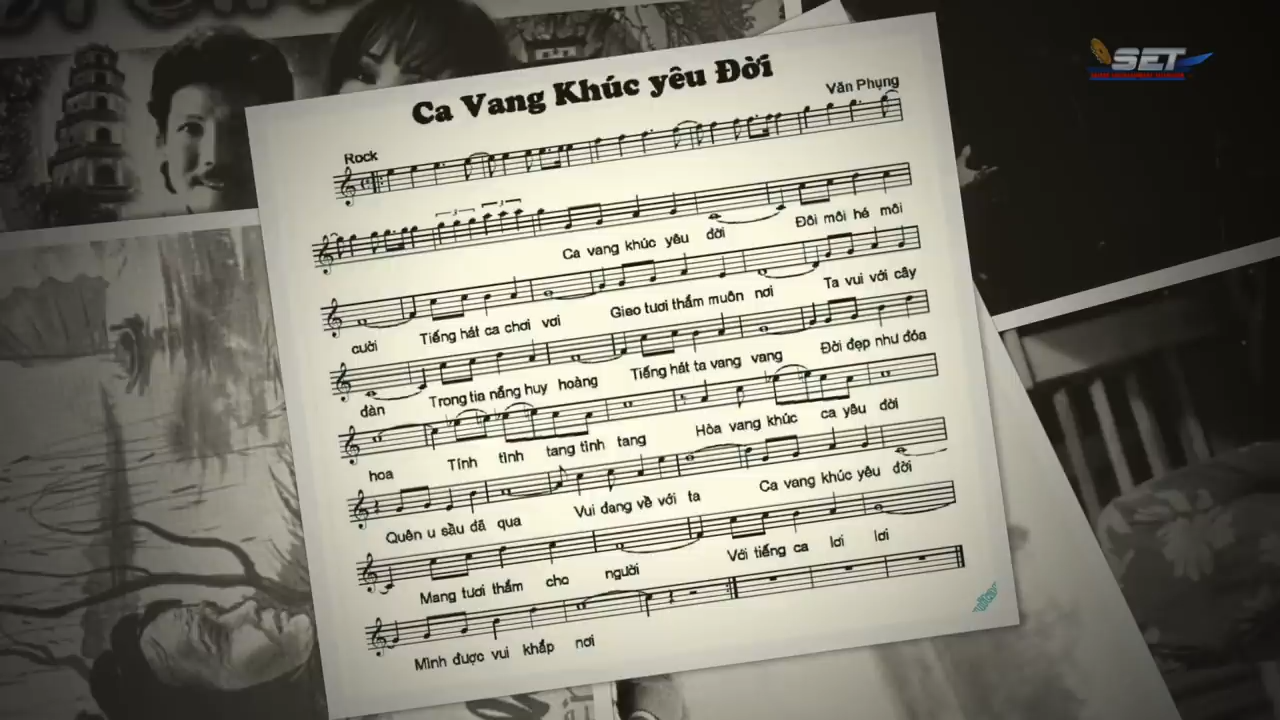 SET
Ca Vang Khúc yêu Đời
Văn Phụng
Rock
3 3
Ca vang khúc yêu đời Đôi môi hé môi
cười Tiếng hát ca chơi vơi Gieo tươi thắm muôn nơi Ta vui với cây
đàn Trong tia nắng huy hoàng Tiếng hát ta vang vang Đời đẹp như đóa
hoa Tính tình tang tình tang Hòa vang khúc ca yêu đời
Quên u sầu đã qua Vui đang về với ta Ca vang khúc yêu đời
Mang tươi thắm cho người Với tiếng ca lơi lơi
Mình được vui khắp nơi